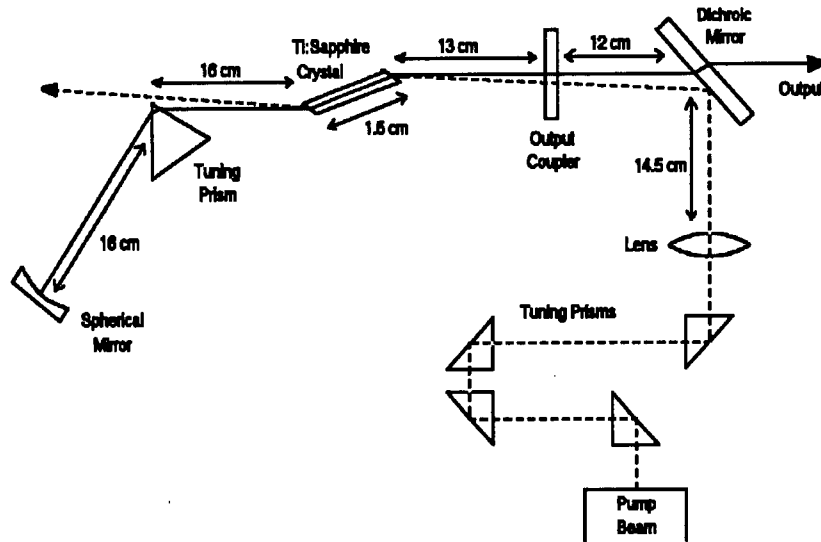 Dichroic
Mirror
Ti:Sapphire
Crystal
13 cm
12 cm
16 cm
Output
1.5 cm
Output
Coupler
14.5 cm
Tuning
Prism
16 cm
Lens
Spherical
Mirror
Tuning Prisms
Pump
Beam